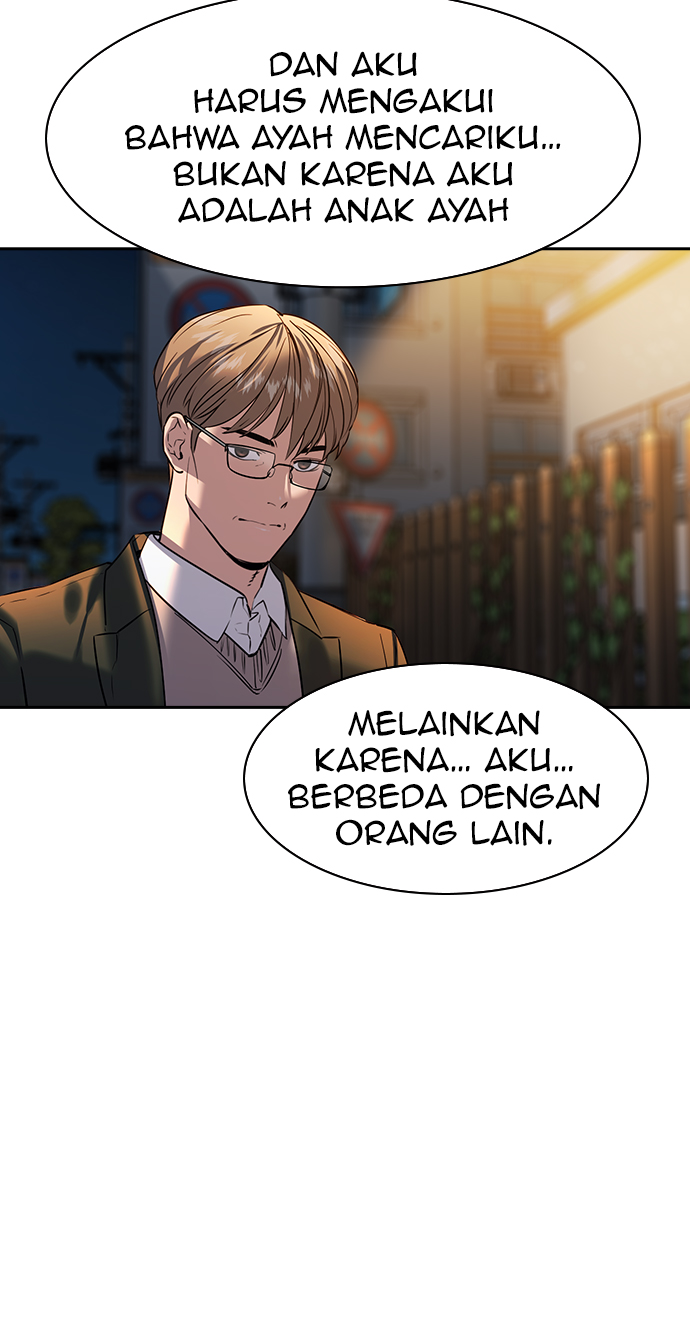 DAN AKU
HARUS MENGAKUI
BAHWA AYAH MENCARIKU...
BUKAN KARENA AKU
ADALAH ANAK AYAH
MELAINKAN
KARENA... AKU...
BERBEDA DENGAN
ORANG LAIN.